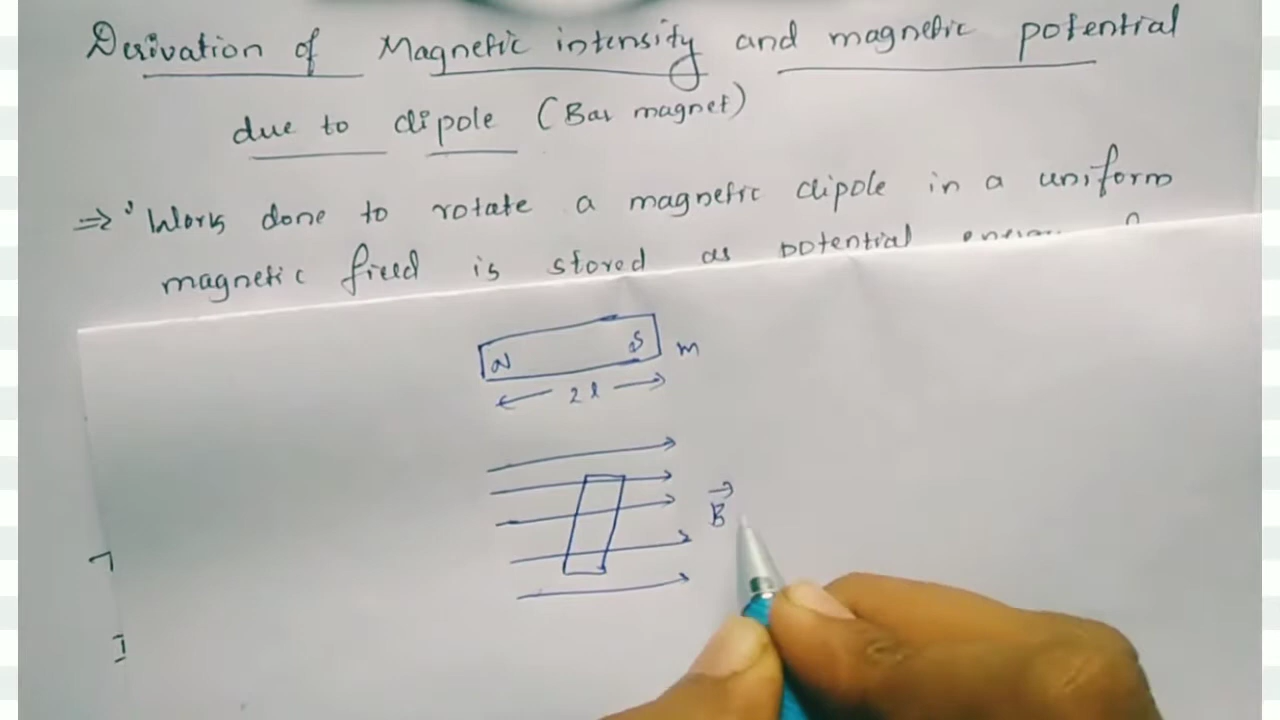 Derivation of Magnetic intensity and magnetic potential
due to dipole (Bar magnet)
⇒ Work done to rotate a magnetic dipole in a uniform
magnetic field is stored as potential
N S m
2l
B